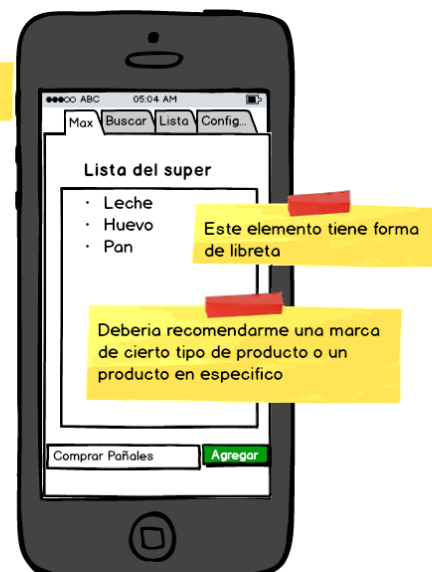 ABC 05:04 AM
Max Buscar Lista Config...
Lista del super
· Leche
· Huevo
· Pan
Este elemento tiene forma
de libreta
Deberia recomendarme una marca
de cierto tipo de producto o un
producto en especifico
Comprar Pañales Agregar